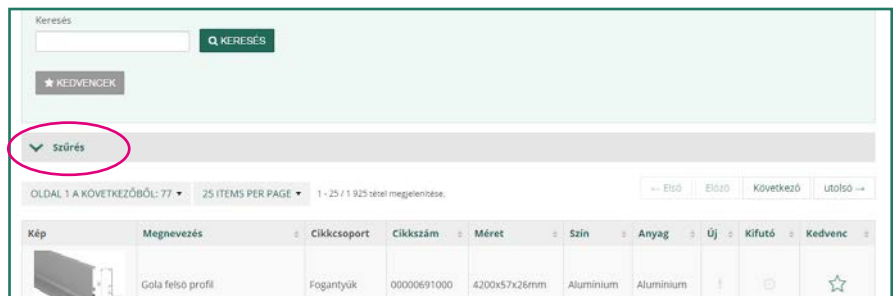 Keresés
KERESÉS
KEDVENCEK
Szűrés
OLDAL 1 A KÖVETKEZŐBŐL: 77 25 ITEMS PER PAGE 1 - 25 / 1 925 tétel megjelenítése. ← Első Előző Következő utolsó →
Kép Megnevezés Cikkcsoport Cikkszám Méret Szín Anyag Új Kifutó Kedvenc
Gola felső profil Fogantyúk 00000691000 4200x57x26mm Alumínium Alumínium